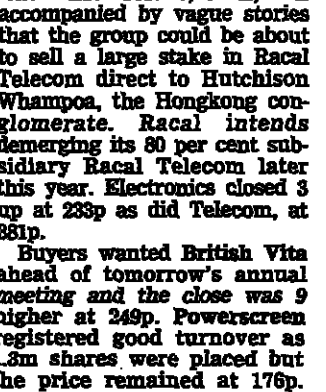 accompanied by vague stories
that the group could be about
to sell a large stake in Racal
Telecom direct to Hutchison
Whampoa, the Hongkong con-
glomerate. Racal intends
demerging its 80 per cent sub-
sidiary Racal Telecom later
this year. Electronics closed 3
up at 233p as did Telecom, at
381p.
Buyers wanted British Vita
ahead of tomorrow's annual
meeting and the close was 9
higher at 249p. Powerscreen
registered good turnover as
1.3m shares were placed but
the price remained at 176p.